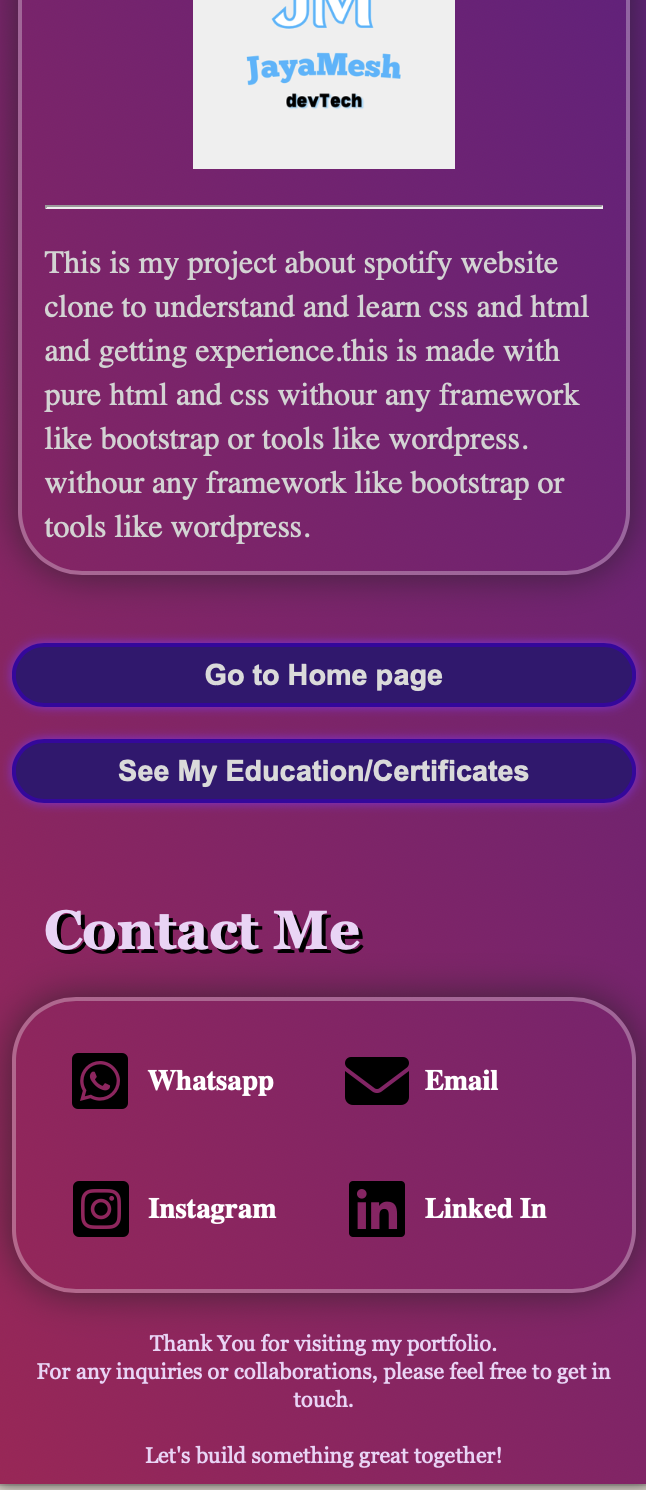 JM
JayaMesh
devTech
This is my project about spotify website
clone to understand and learn css and html
and getting experience.this is made with
pure html and css withour any framework
like bootstrap or tools like wordpress.
withour any framework like bootstrap or
tools like wordpress.
Go to Home page
See My Education/Certificates
Contact Me
Whatsapp
Email
Instagram
in
Linked In
Thank You for visiting my portfolio.
For any inquiries or collaborations, please feel free to get in
touch.
Let's build something great together!